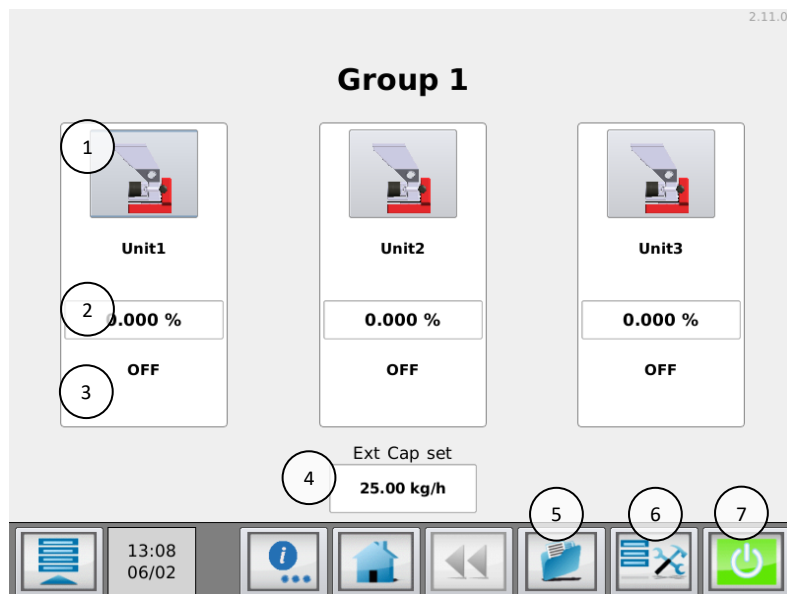 2.11.0
Group 1
1
Unit1
Unit2
Unit3
2
0.000 %
0.000 %
0.000 %
3
OFF
OFF
OFF
Ext Cap set
4
25.00 kg/h
5
6
7
13:08
06/02
i